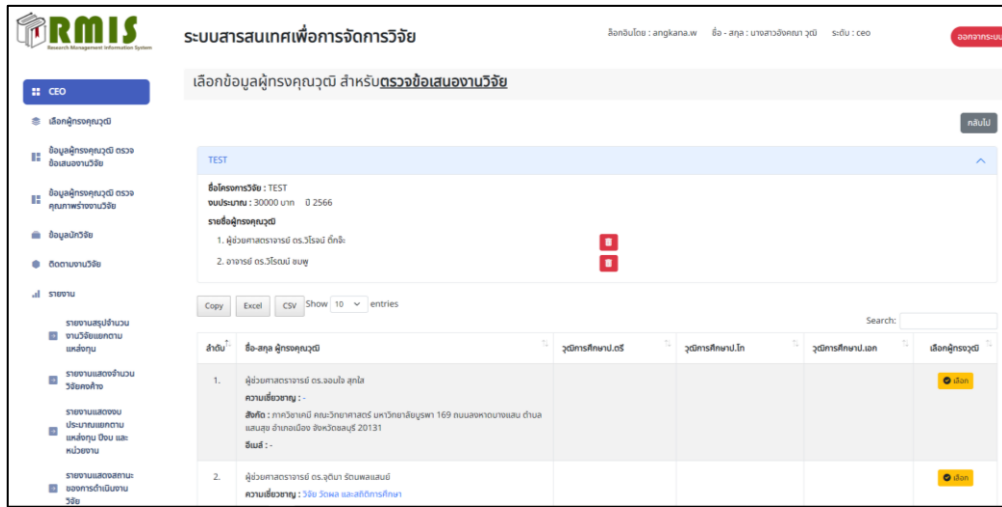 RMIS
Research Management Information System
ระบบสารสนเทศเพื่อการจัดการวิจัย
ล็อกอินโดย : angkana.w ชื่อ - สกุล : นางสาวอังคณา วุฒิ ระดับ : ceo
ออกจากระบบ
CEO
เลือกผู้ทรงคุณวุฒิ
ข้อมูลผู้ทรงคุณวุฒิ ตรวจ
ข้อเสนองานวิจัย
ข้อมูลผู้ทรงคุณวุฒิ ตรวจ
คุณภาพร่างงานวิจัย
ข้อมูลนักวิจัย
ติดตามงานวิจัย
รายงาน
รายงานสรุปจำนวน
งานวิจัยแยกตาม
แหล่งทุน
รายงานแสดงจำนวน
วิจัยคงค้าง
รายงานแสดงงบ
ประมาณแยกตาม
แหล่งทุน ปีงบ และ
หน่วยงาน
รายงานแสดงสถานะ
ของการดำเนินงาน
วิจัย
เลือกข้อมูลผู้ทรงคุณวุฒิ สำหรับตรวจข้อเสนองานวิจัย
กลับไป
TEST
ชื่อโครงการวิจัย : TEST
งบประมาณ : 30000 บาท ปี 2566
รายชื่อผู้ทรงคุณวุฒิ
1. ผู้ช่วยศาสตราจารย์ ดร.วิโรจน์ ติ๊กจ๊ะ
2. อาจารย์ ดร.วิโรฒน์ ชมพู
Copy Excel CSV Show 10 entries
Search:
ลำดับ ชื่อ-สกุล ผู้ทรงคุณวุฒิ วุฒิการศึกษาป.ตรี วุฒิการศึกษาป.โท วุฒิการศึกษาป.เอก เลือกผู้ทรงวุฒิ
1. ผู้ช่วยศาสตราจารย์ ดร.จอมใจ สุกใส เลือก
ความเชี่ยวชาญ : -
สังกัด : ภาควิชาเคมี คณะวิทยาศาสตร์ มหาวิทยาลัยบูรพา 169 ถนนลงหาดบางแสน ตำบล
แสนสุข อำเภอเมือง จังหวัดชลบุรี 20131
อีเมล์ : -
2. ผู้ช่วยศาสตราจารย์ ดร.จุตินา รัตนพลแสนย์ เลือก
ความเชี่ยวชาญ : วิจัย วัดผล และสถิติการศึกษา